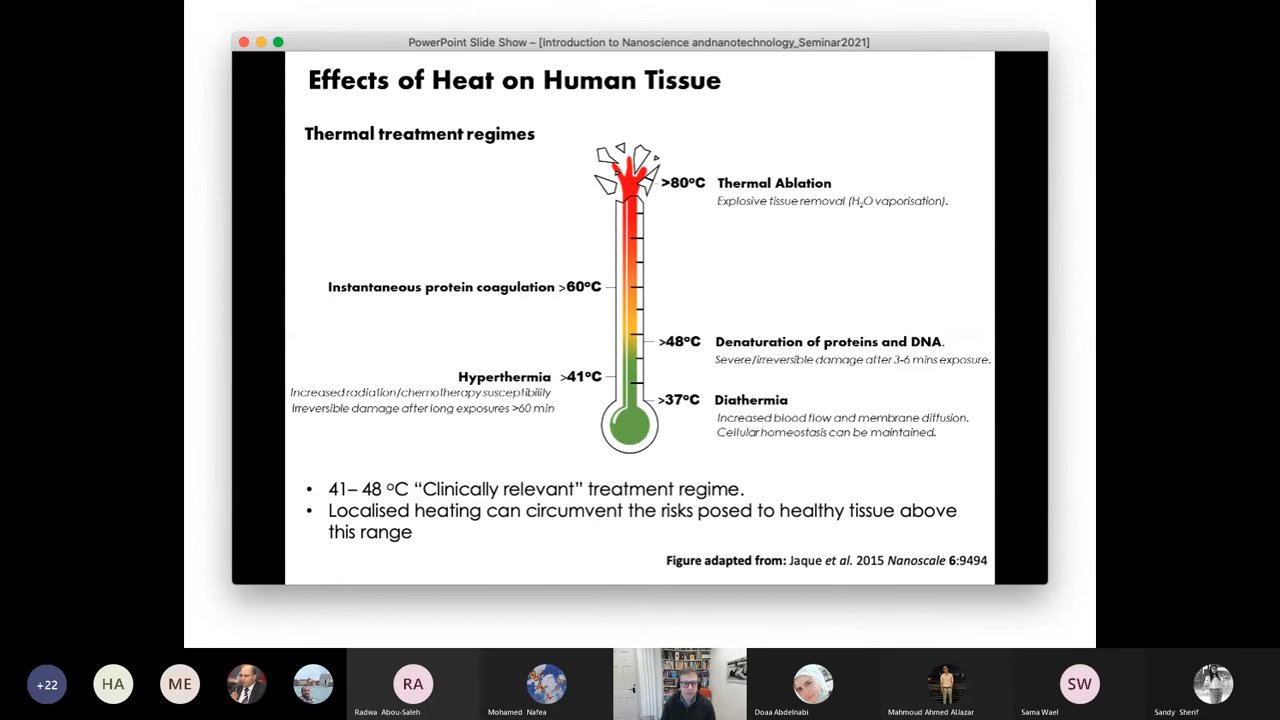 PowerPoint Slide Show – [Introduction to Nanoscience andnanotechnology_Seminar2021]
Effects of Heat on Human Tissue
Thermal treatment regimes
>80ºC Thermal Ablation
Explosive tissue removal (H₂O vaporisation).
Instantaneous protein coagulation >60ºC
>48ºC Denaturation of proteins and DNA.
Severe/irreversible damage after 3-6 mins exposure.
Hyperthermia >41ºC
Increased radiation/chemotherapy susceptibility
Irreversible damage after long exposures >60 min
>37ºC Diathermia
Increased blood flow and membrane diffusion.
Cellular homeostasis can be maintained.
• 41– 48 ºC “Clinically relevant” treatment regime.
• Localised heating can circumvent the risks posed to healthy tissue above
this range
Figure adapted from: Jaque et al. 2015 Nanoscale 6:9494
+22
HA
ME
RA
SW
Radwa Abou-Saleh
Mohamed Nafea
Doaa Abdelnabi
Mahmoud Ahmed AlJazar
Sama Wael
Sandy Sherif